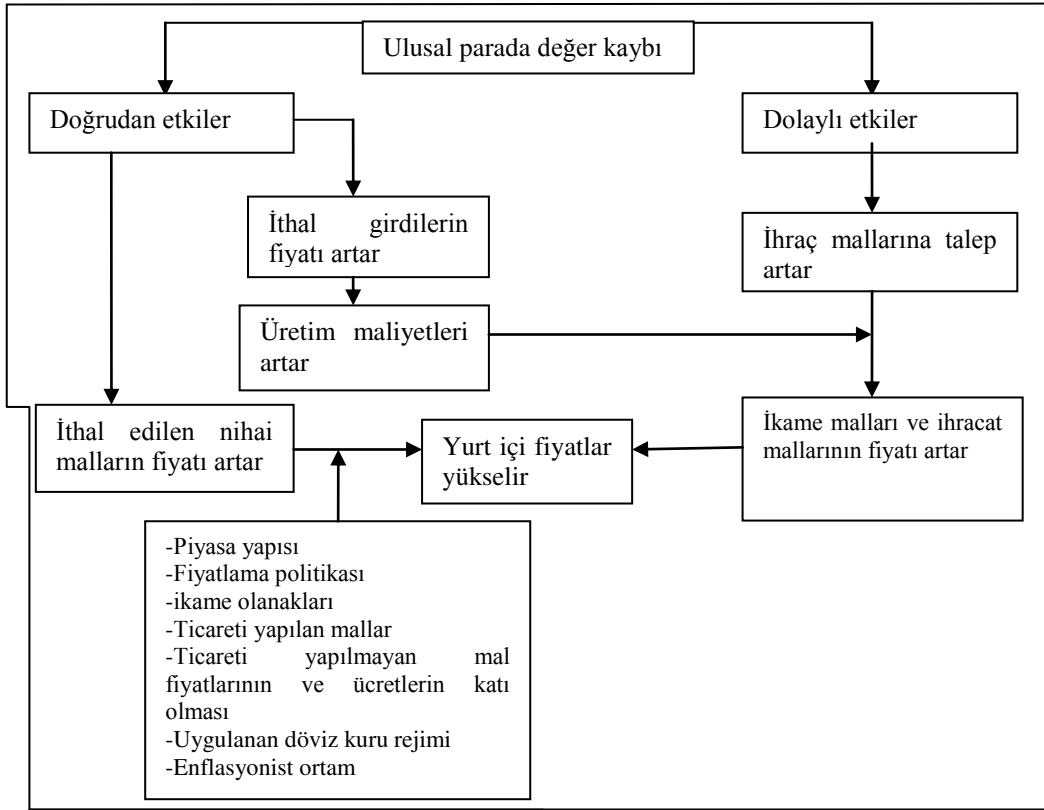 Ulusal parada değer kaybı
Doğrudan etkiler
Dolaylı etkiler
İthal girdilerin
fiyatı artar
İhraç mallarına talep
artar
Üretim maliyetleri
artar
İthal edilen nihai
malların fiyatı artar
Yurt içi fiyatlar
yükselir
İkame malları ve ihracat
mallarının fiyatı artar
-Piyasa yapısı
-Fiyatlama politikası
-ikame olanakları
-Ticareti yapılan mallar
-Ticareti yapılmayan mal
fiyatlarının ve ücretlerin katı
olması
-Uygulanan döviz kuru rejimi
-Enflasyonist ortam